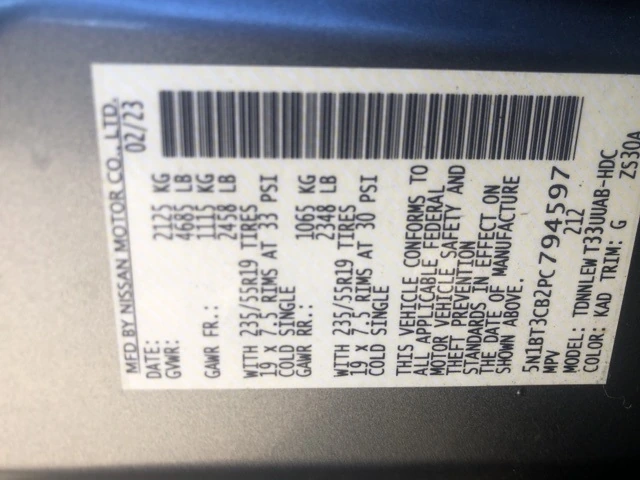 MFD BY NISSAN MOTOR CO., LTD.
DATE: 02/23
GVWR: 2125 KG
4685 LB
GAWR FR.: 1115 KG
2458 LB
WITH 235/55R19 TIRES
19 x 7.5 RIMS AT 33 PSI
COLD SINGLE
GAWR RR.: 1065 KG
2348 LB
WITH 235/55R19 TIRES
19 x 7.5 RIMS AT 30 PSI
COLD SINGLE
THIS VEHICLE CONFORMS TO
ALL APPLICABLE FEDERAL
MOTOR VEHICLE SAFETY AND
THEFT PREVENTION
STANDARDS IN EFFECT ON
THE DATE OF MANUFACTURE
SHOWN ABOVE.
5N1BT3CB2PC794597
MPV 212
MODEL: TDNNLEW T33UUAB-HDC
COLOR: KAD TRIM: G ZS30A